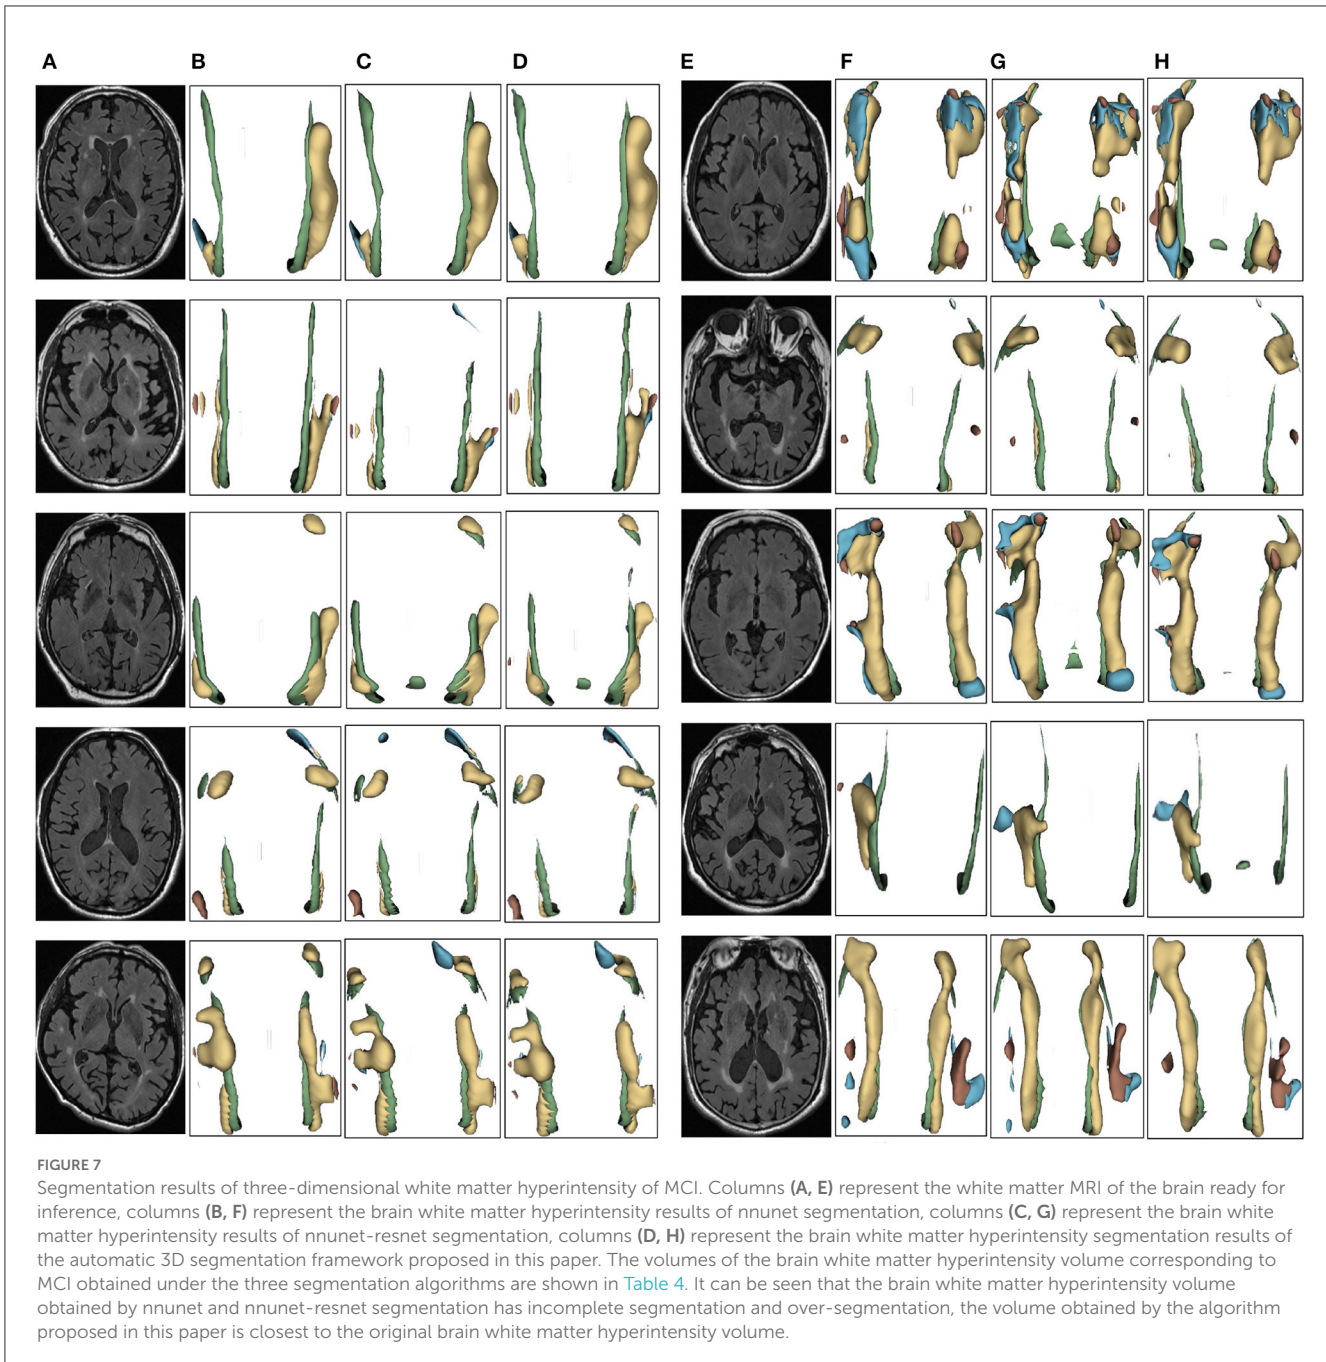 A B C D E F G H
FIGURE 7
Segmentation results of three-dimensional white matter hyperintensity of MCI. Columns (A, E) represent the white matter MRI of the brain ready for
inference, columns (B, F) represent the brain white matter hyperintensity results of nnunet segmentation, columns (C, G) represent the brain white
matter hyperintensity results of nnunet-resnet segmentation, columns (D, H) represent the brain white matter hyperintensity segmentation results of
the automatic 3D segmentation framework proposed in this paper. The volumes of the brain white matter hyperintensity volume corresponding to
MCI obtained under the three segmentation algorithms are shown in Table 4. It can be seen that the brain white matter hyperintensity volume
obtained by nnunet and nnunet-resnet segmentation has incomplete segmentation and over-segmentation, the volume obtained by the algorithm
proposed in this paper is closest to the original brain white matter hyperintensity volume.